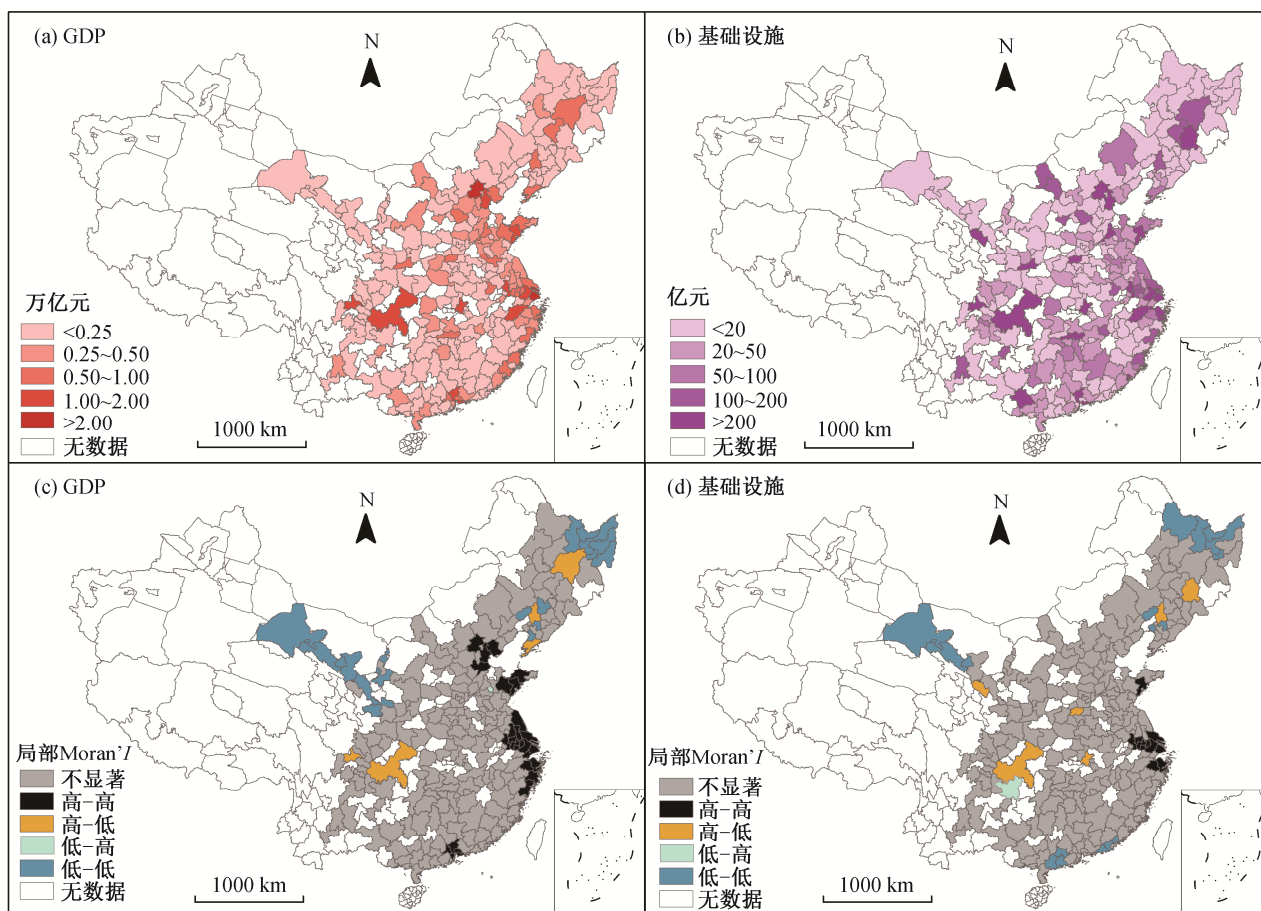 (a) GDP
N
万亿元
<0.25
0.25~0.50
0.50~1.00
1.00~2.00
>2.00
无数据
1000 km
(b) 基础设施
N
亿元
<20
20~50
50~100
100~200
>200
无数据
1000 km
(c) GDP
N
局部Moran'I
不显著
高-高
高-低
低-高
低-低
无数据
1000 km
(d) 基础设施
N
局部Moran'I
不显著
高-高
高-低
低-高
低-低
无数据
1000 km